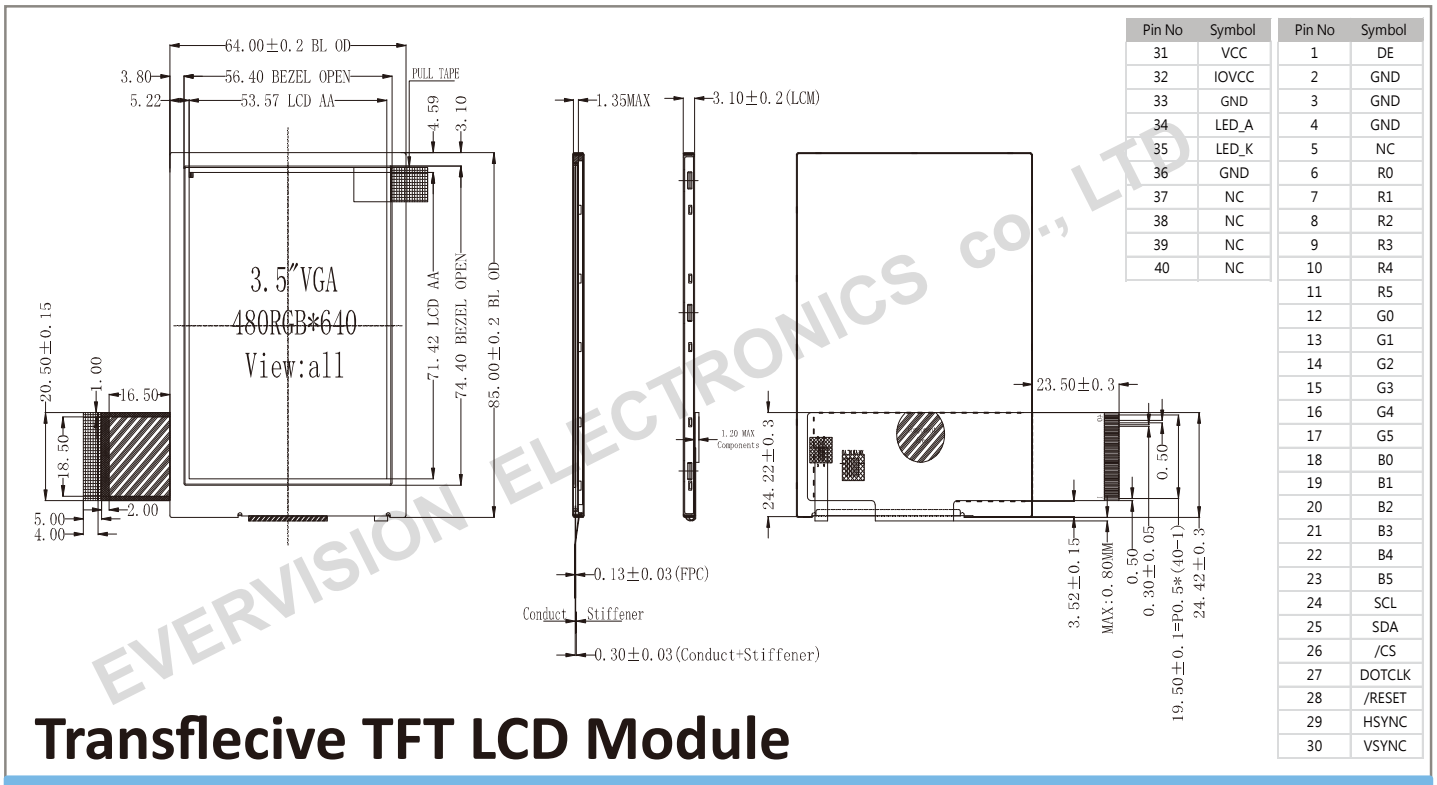 64.00±0.2 BL OD
3.80
56.40 BEZEL OPEN
PULL TAPE
5.22
53.57 LCD AA
4.59
3.10
3.5"VGA
480RGB*640
View:all
71.42 LCD AA
74.40 BEZEL OPEN
85.00±0.2 BL OD
20.50±0.15
1.00
16.50
18.50
2.00
5.00
4.00
1.35MAX
3.10±0.2(LCM)
1.20 MAX
Components
0.13±0.03(FPC)
Conduct
Stiffener
0.30±0.03(Conduct+Stiffener)
23.50±0.3
24.22±0.3
0.50
3.52±0.15
MAX:0.80MM
0.50
0.30±0.05
19.50±0.1=P0.5*(40-1)
24.42±0.3
EVERVISION ELECTRONICS co., LTD
Pin No Symbol
31 VCC
32 IOVCC
33 GND
34 LED_A
35 LED_K
36 GND
37 NC
38 NC
39 NC
40 NC
Pin No Symbol
1 DE
2 GND
3 GND
4 GND
5 NC
6 R0
7 R1
8 R2
9 R3
10 R4
11 R5
12 G0
13 G1
14 G2
15 G3
16 G4
17 G5
18 B0
19 B1
20 B2
21 B3
22 B4
23 B5
24 SCL
25 SDA
26 /CS
27 DOTCLK
28 /RESET
29 HSYNC
30 VSYNC
Transflecive TFT LCD Module